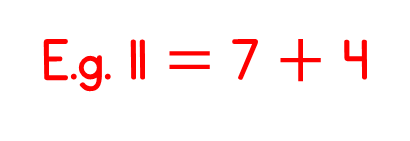 E.g. 11 = 7 + 4